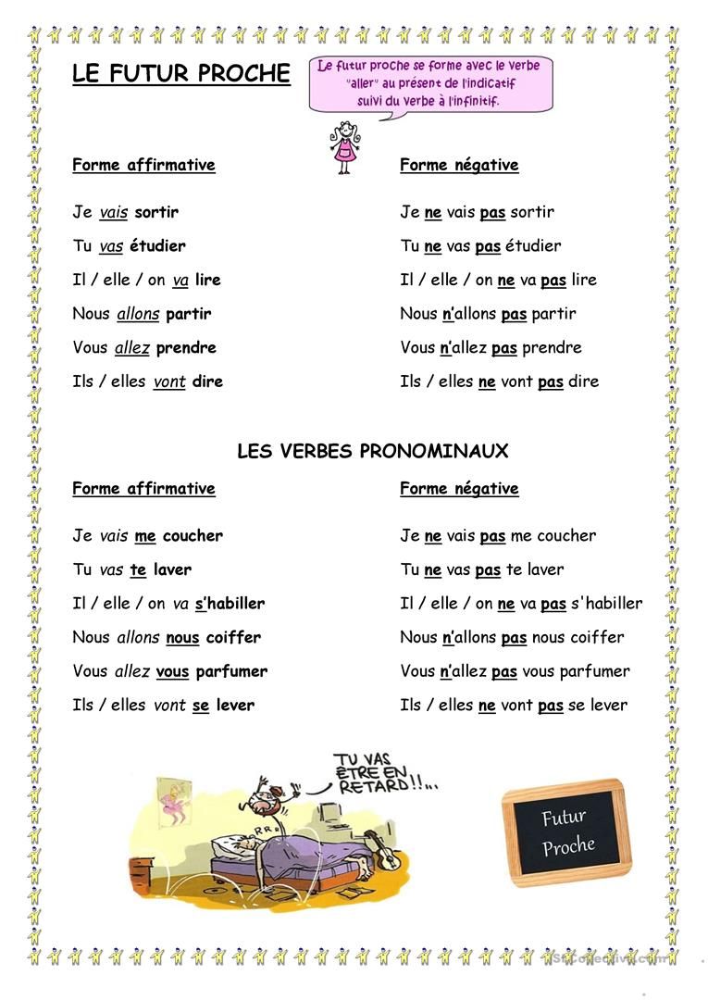 LE FUTUR PROCHE
Le futur proche se forme avec le verbe
"aller" au présent de l'indicatif
suivi du verbe à l'infinitif.
Forme affirmative
Je vais sortir
Tu vas étudier
Il / elle / on va lire
Nous allons partir
Vous allez prendre
Ils / elles vont dire
Forme négative
Je ne vais pas sortir
Tu ne vas pas étudier
Il / elle / on ne va pas lire
Nous n'allons pas partir
Vous n'allez pas prendre
Ils / elles ne vont pas dire
LES VERBES PRONOMINAUX
Forme affirmative
Je vais me coucher
Tu vas te laver
Il / elle / on va s'habiller
Nous allons nous coiffer
Vous allez vous parfumer
Ils / elles vont se lever
Forme négative
Je ne vais pas me coucher
Tu ne vas pas te laver
Il / elle / on ne va pas s'habiller
Nous n'allons pas nous coiffer
Vous n'allez pas vous parfumer
Ils / elles ne vont pas se lever
TU VAS
ÊTRE EN
RETARD!!...
Futur
Proche